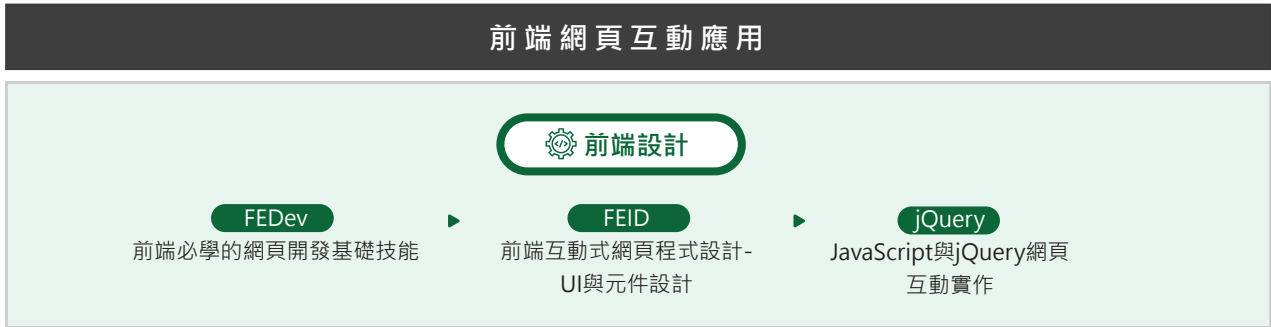 前端網頁互動應用
前端設計
FEDev
前端必學的網頁開發基礎技能
FEID
前端互動式網頁程式設計-
UI與元件設計
jQuery
JavaScript與jQuery網頁
互動實作